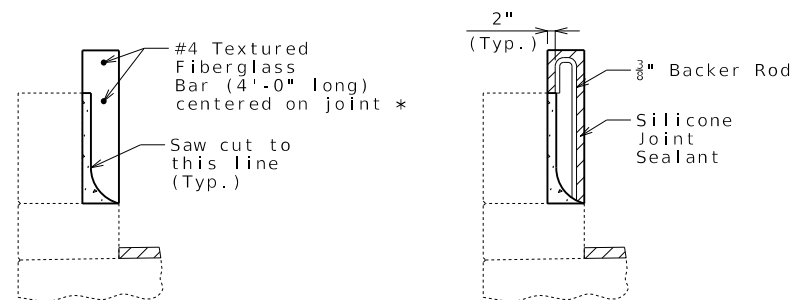 #4 Textured
Fiberglass
Bar (4'-0" long)
centered on joint *
Saw cut to
this line
(Typ.)
2"
(Typ.)
3/8" Backer Rod
Silicone
Joint
Sealant